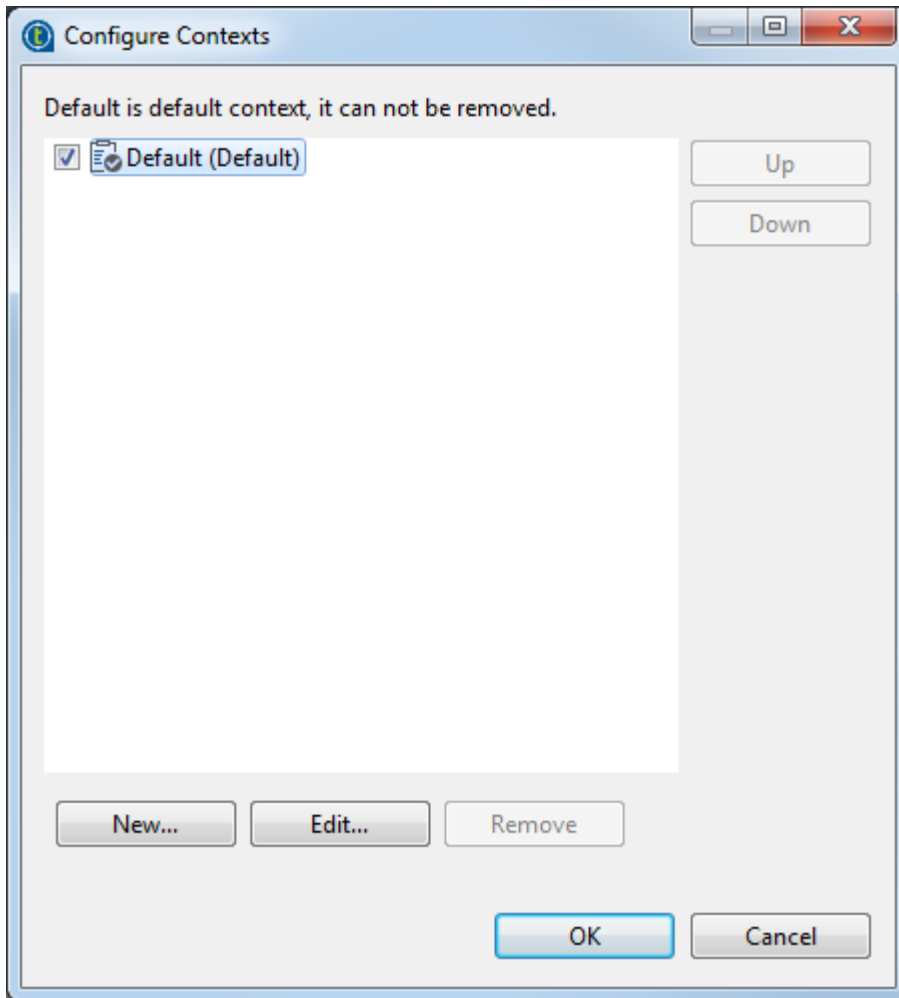 Configure Contexts
Default is default context, it can not be removed.
Default (Default)
Up
Down
New... Edit... Remove
OK Cancel